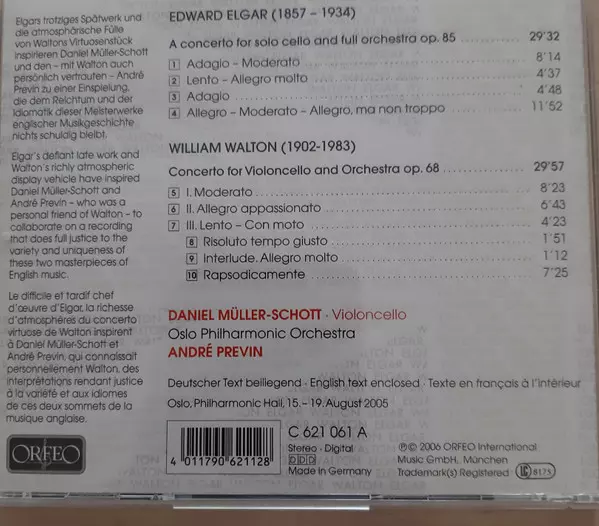 Elgars trotziges Spätwerk und
die atmosphärische Fülle
von Waltons Virtuosenstück
inspirieren Daniel Müller-Schott
und den – mit Walton auch
persönlich vertrauten – André
Previn zu einer Einspielung,
die dem Reichtum und der
Idiomatik dieser Meisterwerke
englischer Musikgeschichte
nichts schuldig bleibt.
Elgar's defiant late work and
Walton's richly atmospheric
display vehicle have inspired
Daniel Müller-Schott and
André Previn – who was a
personal friend of Walton – to
collaborate on a recording
that does full justice to the
variety and uniqueness of
these two masterpieces of
English music.
Le difficile et tardif chef
d'œuvre d'Elgar, la richesse
d'atmosphères du concerto
virtuose de Walton inspirent
à Daniel Müller-Schott et
André Previn, qui connaissait
personnellement Walton, des
interprétations rendant justice
à la variété et aux idiomes
de ces deux sommets de la
musique anglaise.
ORFEO
EDWARD ELGAR (1857 – 1934)
A concerto for solo cello and full orchestra op. 85 29'32
1 Adagio – Moderato 8'14
2 Lento – Allegro molto 4'37
3 Adagio 4'48
4 Allegro – Moderato – Allegro, ma non troppo 11'52
WILLIAM WALTON (1902-1983)
Concerto for Violoncello and Orchestra op. 68 29'57
5 I. Moderato 8'23
6 II. Allegro appassionato 6'43
7 III. Lento – Con moto 4'23
8 Risoluto tempo giusto 1'51
9 Interlude. Allegro molto 1'12
10 Rapsodicamente 7'25
DANIEL MÜLLER-SCHOTT · Violoncello
Oslo Philharmonic Orchestra
ANDRÉ PREVIN
Deutscher Text beiliegend · English text enclosed · Texte en français à l'intérieur
Oslo, Philharmonic Hall, 15. – 19. August 2005
4 011790 621128
C 621 061 A
Stereo · Digital
DDD
Made in Germany
℗© 2006 ORFEO International
Music GmbH, München
Trademark(s) Registered LC 8175